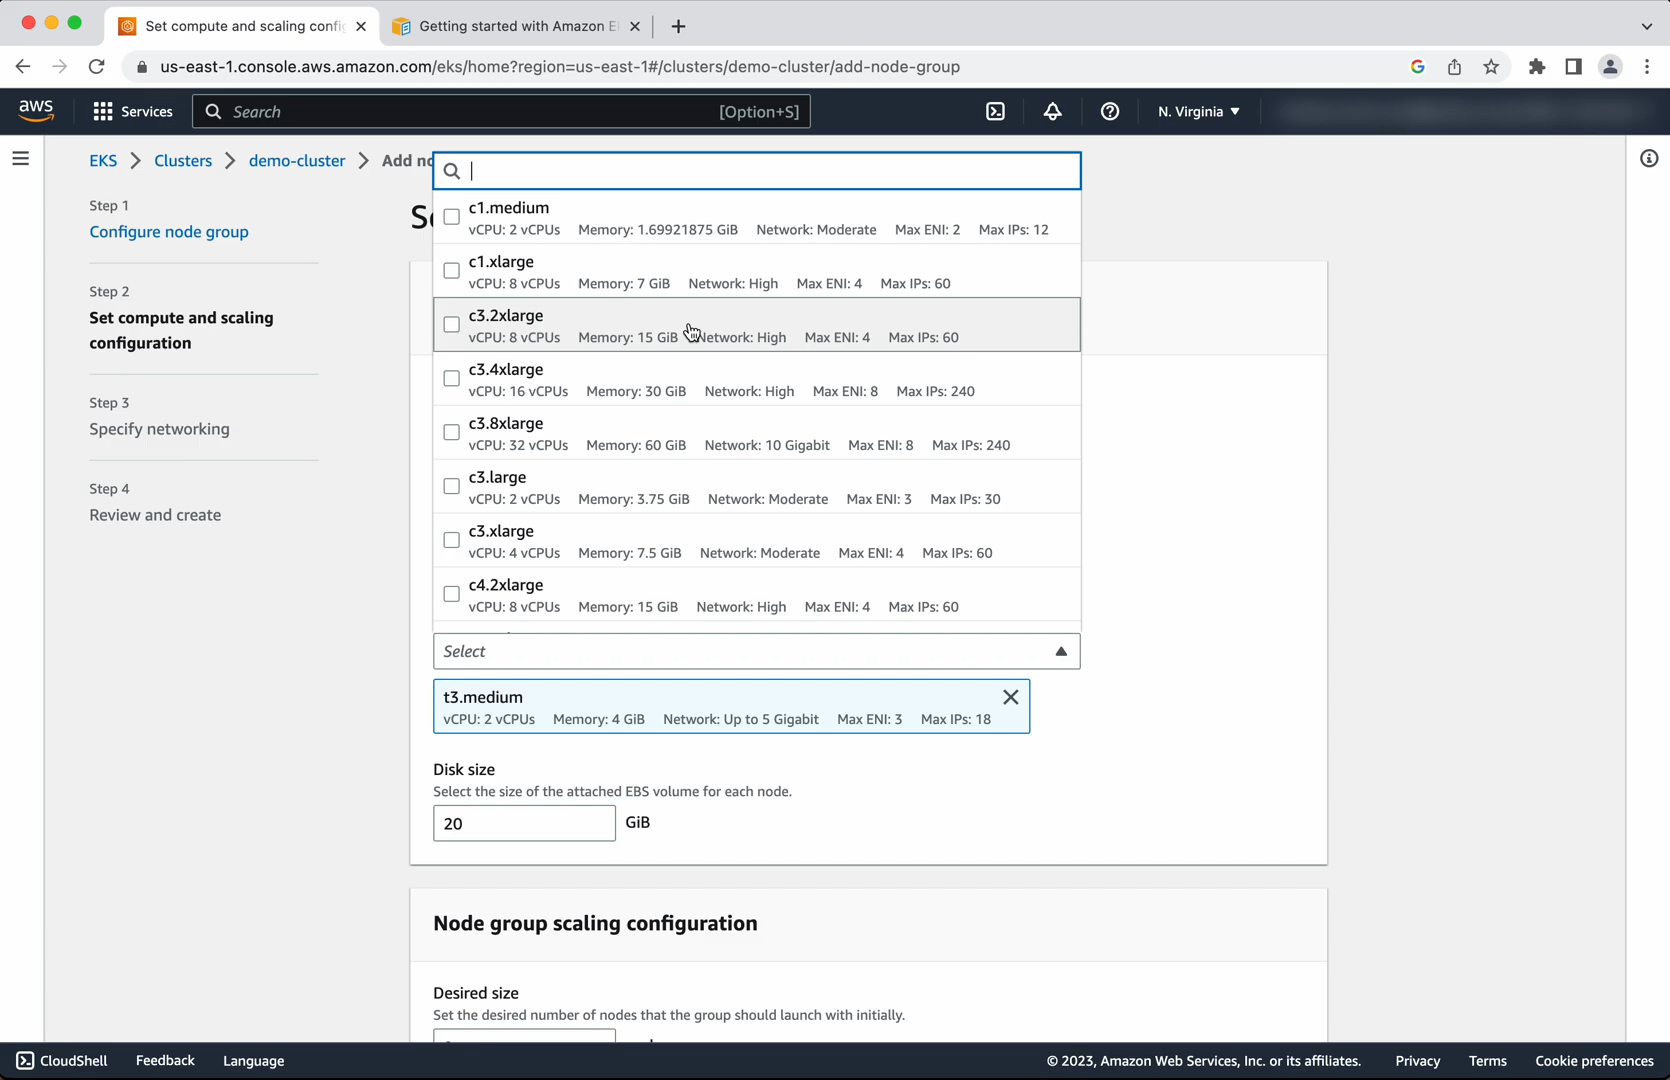 Set compute and scaling confi
Getting started with Amazon E
us-east-1.console.aws.amazon.com/eks/home?region=us-east-1#/clusters/demo-cluster/add-node-group
aws
Services
Search
[Option+S]
N. Virginia
EKS
Clusters
demo-cluster
Add no
Step 1
Configure node group
Step 2
Set compute and scaling
configuration
Step 3
Specify networking
Step 4
Review and create
c1.medium
vCPU: 2 vCPUs Memory: 1.69921875 GiB Network: Moderate Max ENI: 2 Max IPs: 12
c1.xlarge
vCPU: 8 vCPUs Memory: 7 GiB Network: High Max ENI: 4 Max IPs: 60
c3.2xlarge
vCPU: 8 vCPUs Memory: 15 GiB Network: High Max ENI: 4 Max IPs: 60
c3.4xlarge
vCPU: 16 vCPUs Memory: 30 GiB Network: High Max ENI: 8 Max IPs: 240
c3.8xlarge
vCPU: 32 vCPUs Memory: 60 GiB Network: 10 Gigabit Max ENI: 8 Max IPs: 240
c3.large
vCPU: 2 vCPUs Memory: 3.75 GiB Network: Moderate Max ENI: 3 Max IPs: 30
c3.xlarge
vCPU: 4 vCPUs Memory: 7.5 GiB Network: Moderate Max ENI: 4 Max IPs: 60
c4.2xlarge
vCPU: 8 vCPUs Memory: 15 GiB Network: High Max ENI: 4 Max IPs: 60
Select
t3.medium
vCPU: 2 vCPUs Memory: 4 GiB Network: Up to 5 Gigabit Max ENI: 3 Max IPs: 18
Disk size
Select the size of the attached EBS volume for each node.
20
GiB
Node group scaling configuration
Desired size
Set the desired number of nodes that the group should launch with initially.
CloudShell
Feedback
Language
© 2023, Amazon Web Services, Inc. or its affiliates.
Privacy
Terms
Cookie preferences